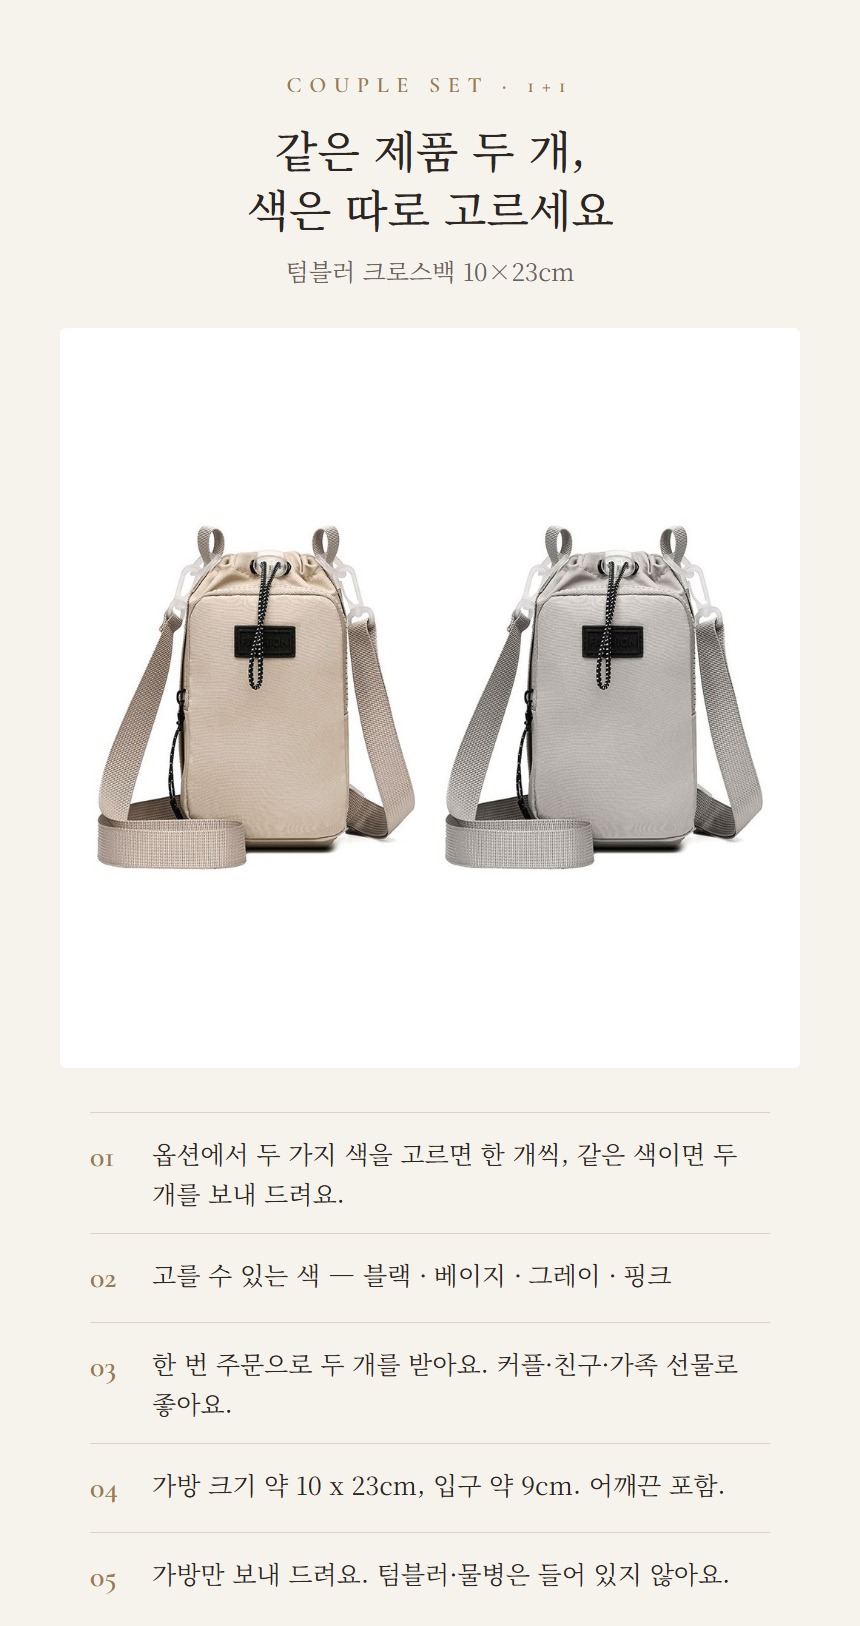 COUPLE SET · 1+1
같은 제품 두 개,
색은 따로 고르세요
텀블러 크로스백 10×23cm
01 옵션에서 두 가지 색을 고르면 한 개씩, 같은 색이면 두
개를 보내 드려요.
02 고를 수 있는 색 — 블랙 · 베이지 · 그레이 · 핑크
03 한 번 주문으로 두 개를 받아요. 커플·친구·가족 선물로
좋아요.
04 가방 크기 약 10 x 23cm, 입구 약 9cm. 어깨끈 포함.
05 가방만 보내 드려요. 텀블러·물병은 들어 있지 않아요.